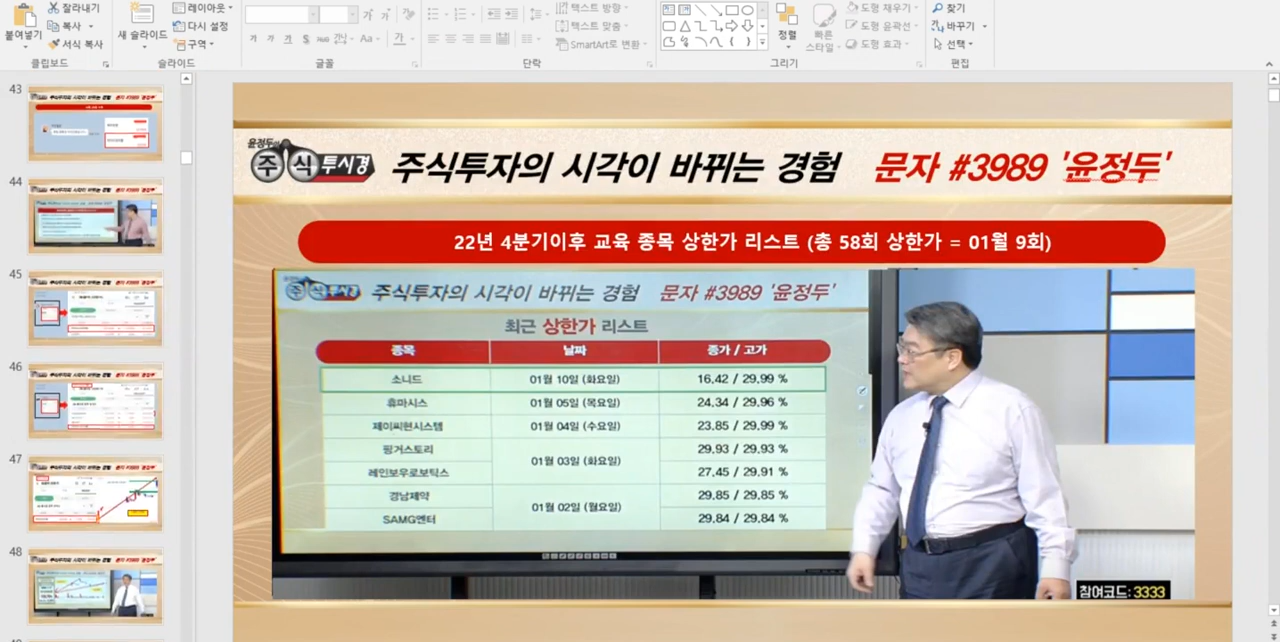 잘라내기
복사
서식 복사
붙여넣기
클립보드
새 슬라이드
레이아웃
다시 설정
구역
슬라이드
글꼴
텍스트 방향
텍스트 맞춤
SmartArt로 변환
단락
정렬
빠른
스타일
도형 채우기
도형 윤곽선
도형 효과
그리기
찾기
바꾸기
선택
편집
43
44
45
46
47
48
윤정두의
주식투시경
주식투자의 시각이 바뀌는 경험 문자 #3989 '윤정두'
22년 4분기이후 교육 종목 상한가 리스트 (총 58회 상한가 = 01월 9회)
주식투시경
주식투자의 시각이 바뀌는 경험 문자 #3989 '윤정두'
최근 상한가 리스트
종목 날짜 종가 / 고가
소니드 01월 10일 (화요일) 16,42 / 29,99 %
휴마시스 01월 05일 (목요일) 24,34 / 29,96 %
제이씨현시스템 01월 04일 (수요일) 23,85 / 29,99 %
핑거스토리 01월 03일 (화요일) 29,93 / 29,93 %
레인보우로보틱스 27,45 / 29,91 %
경남제약 01월 02일 (월요일) 29,85 / 29,85 %
SAMG엔터 29,84 / 29,84 %
참여코드: 3333